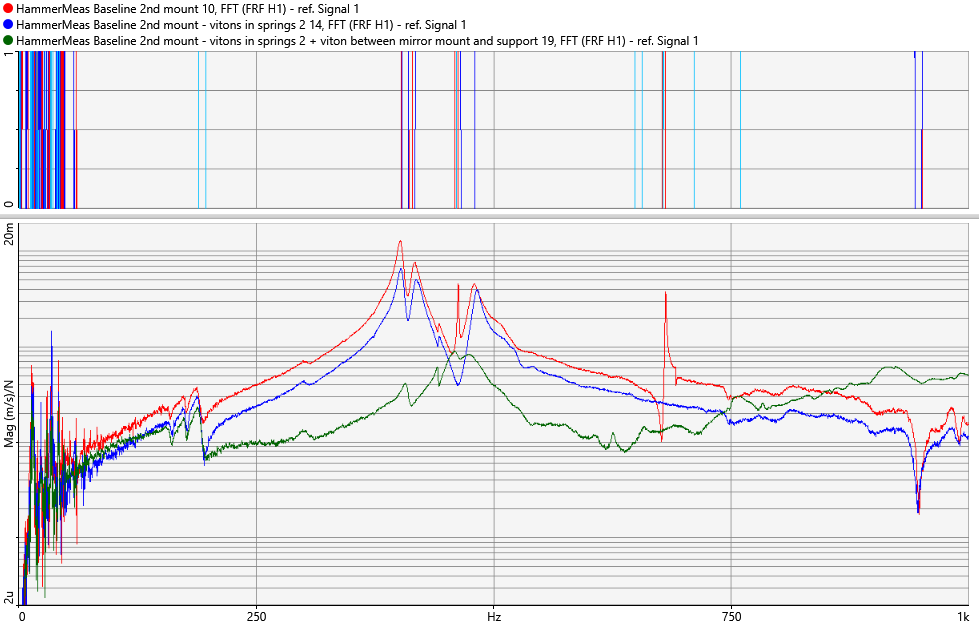 HammerMeas Baseline 2nd mount 10, FFT (FRF H1) - ref. Signal 1
HammerMeas Baseline 2nd mount - vitons in springs 2 14, FFT (FRF H1) - ref. Signal 1
HammerMeas Baseline 2nd mount - vitons in springs 2 + viton between mirror mount and support 19, FFT (FRF H1) - ref. Signal 1
1
0
20m
Mag (m/s)/N
2u
0 250 Hz 750 1k